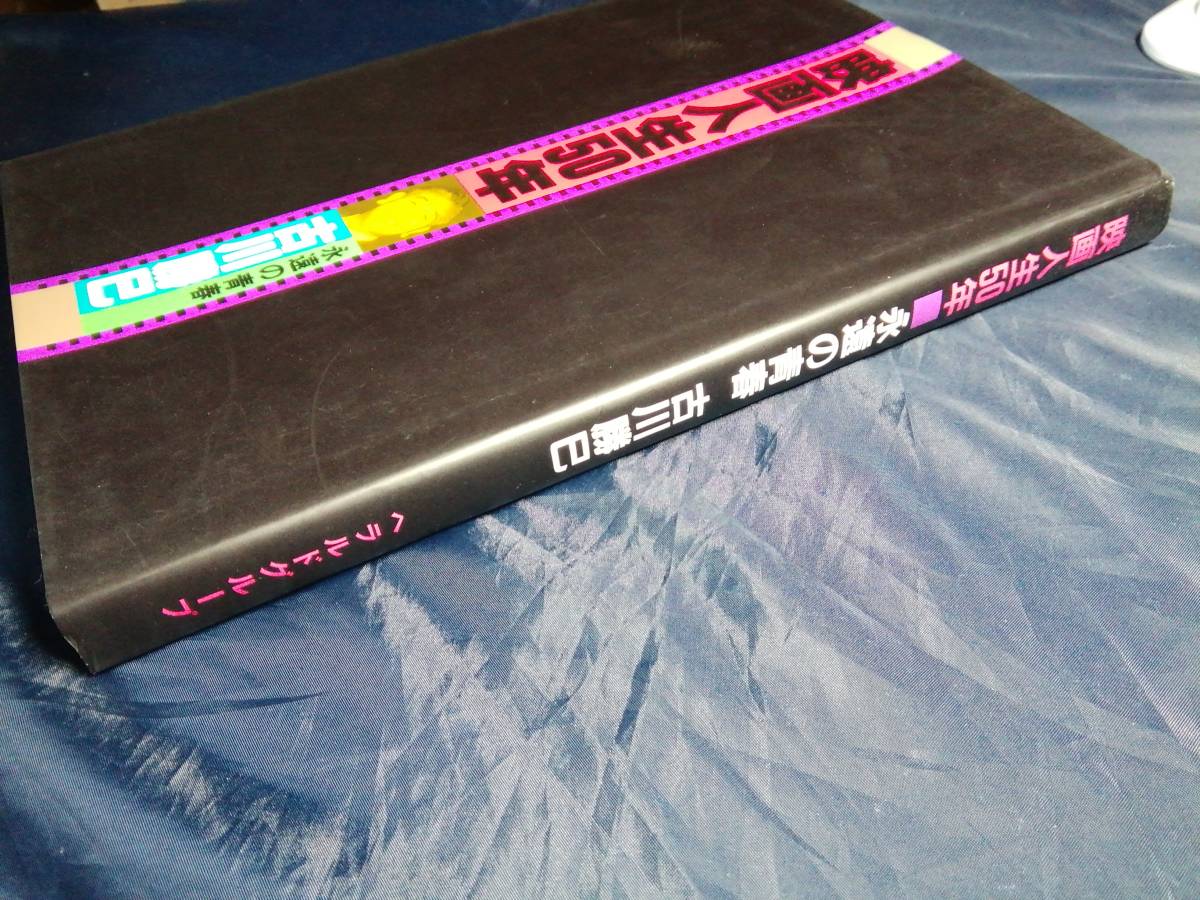 映画人生50年
永遠の青春
古川勝巳
映画人生50年■永遠の青春 古川勝巳
ヘラルドグループ